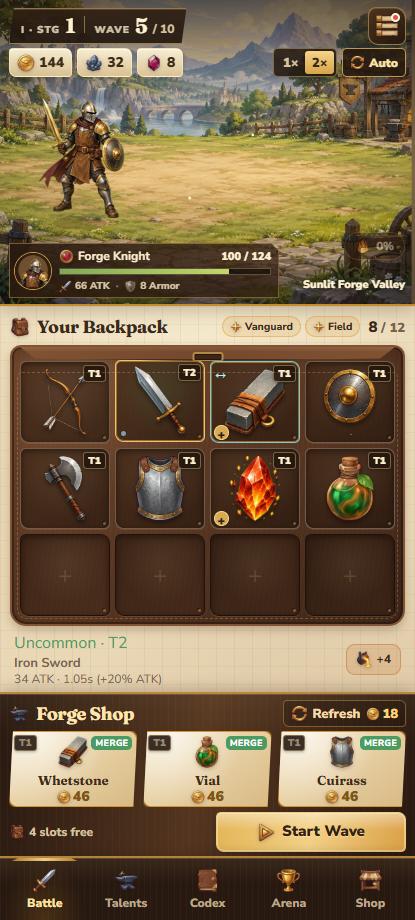 I · STG 1 WAVE 5 / 10
144 32 8 1× 2× Auto
0%
Forge Knight 100 / 124
66 ATK · 8 Armor
Sunlit Forge Valley
Your Backpack Vanguard Field 8 / 12
T1 T2 T1 T1
T1 T1 T1 T1
Uncommon · T2
Iron Sword
34 ATK · 1.05s (+20% ATK)
+4
Forge Shop Refresh 18
T1 MERGE T1 MERGE T1 MERGE
Whetstone Vial Cuirass
46 46 46
4 slots free Start Wave
Battle Talents Codex Arena Shop